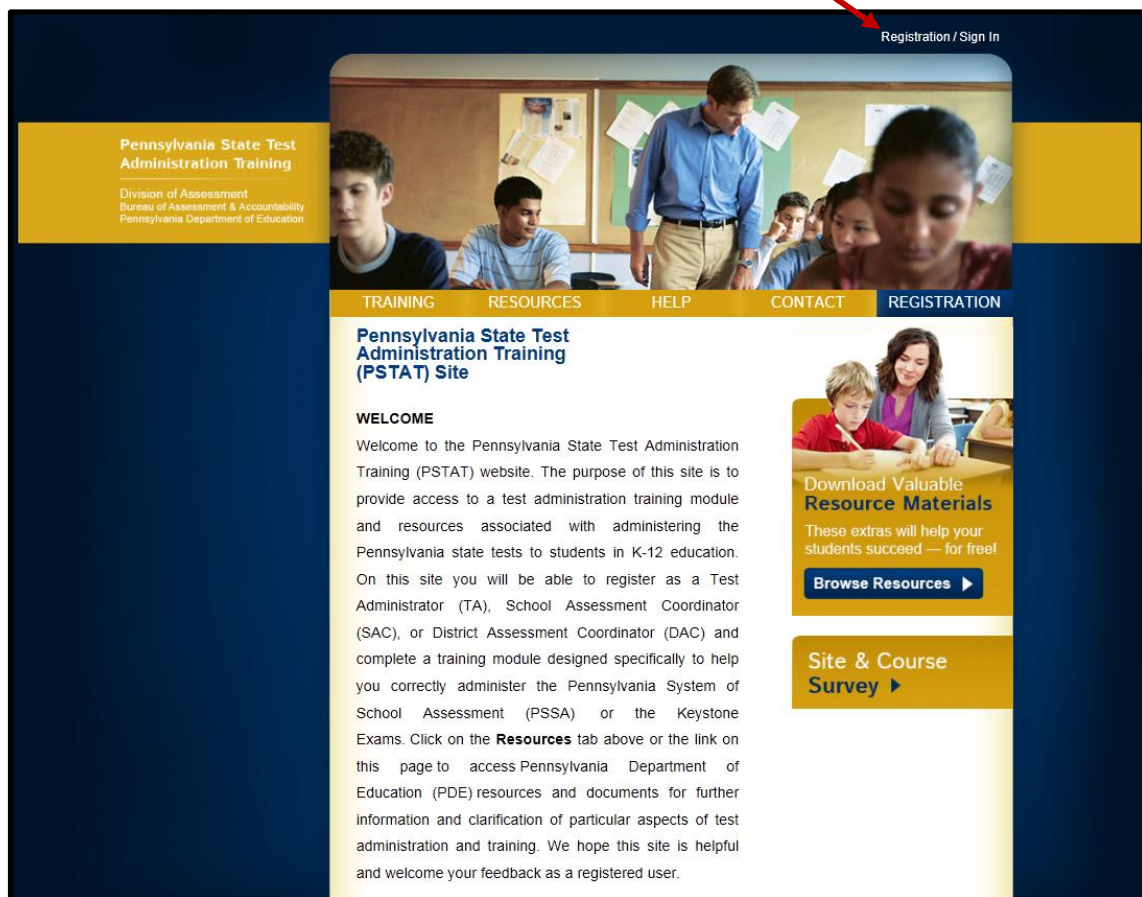 Registration / Sign In
Pennsylvania State Test
Administration Training
Division of Assessment
Bureau of Assessment & Accountability
Pennsylvania Department of Education
TRAINING
RESOURCES
HELP
CONTACT
REGISTRATION
Pennsylvania State Test
Administration Training
(PSTAT) Site
WELCOME
Welcome to the Pennsylvania State Test Administration
Training (PSTAT) website. The purpose of this site is to
provide access to a test administration training module
and resources associated with administering the
Pennsylvania state tests to students in K-12 education.
On this site you will be able to register as a Test
Administrator (TA), School Assessment Coordinator
(SAC), or District Assessment Coordinator (DAC) and
complete a training module designed specifically to help
you correctly administer the Pennsylvania System of
School Assessment (PSSA) or the Keystone
Exams. Click on the Resources tab above or the link on
this page to access Pennsylvania Department of
Education (PDE) resources and documents for further
information and clarification of particular aspects of test
administration and training. We hope this site is helpful
and welcome your feedback as a registered user.
Download Valuable
Resource Materials
These extras will help your
students succeed — for free!
Browse Resources
Site & Course
Survey